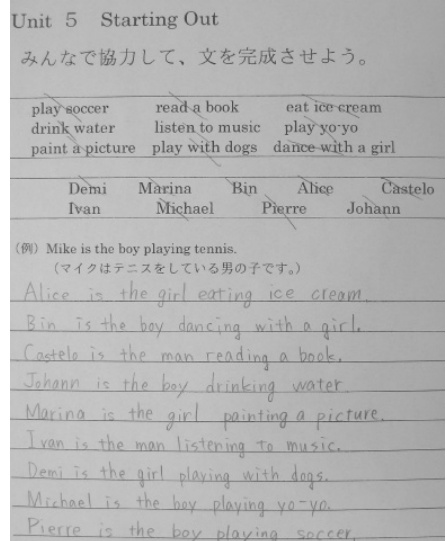 Unit 5 Starting Out
みんなで協力して、文を完成させよう。
play soccer read a book eat ice cream
drink water listen to music play yo-yo
paint a picture play with dogs dance with a girl
Demi Marina Bin Alice Castelo
Ivan Michael Pierre Johann
(例) Mike is the boy playing tennis.
(マイクはテニスをしている男の子です。)
Alice is the girl eating ice cream.
Bin is the boy dancing with a girl.
Castelo is the man reading a book.
Johann is the boy drinking water.
Marina is the girl painting a picture.
Ivan is the man listening to music.
Demi is the girl playing with dogs.
Michael is the boy playing yo-yo.
Pierre is the boy playing soccer.